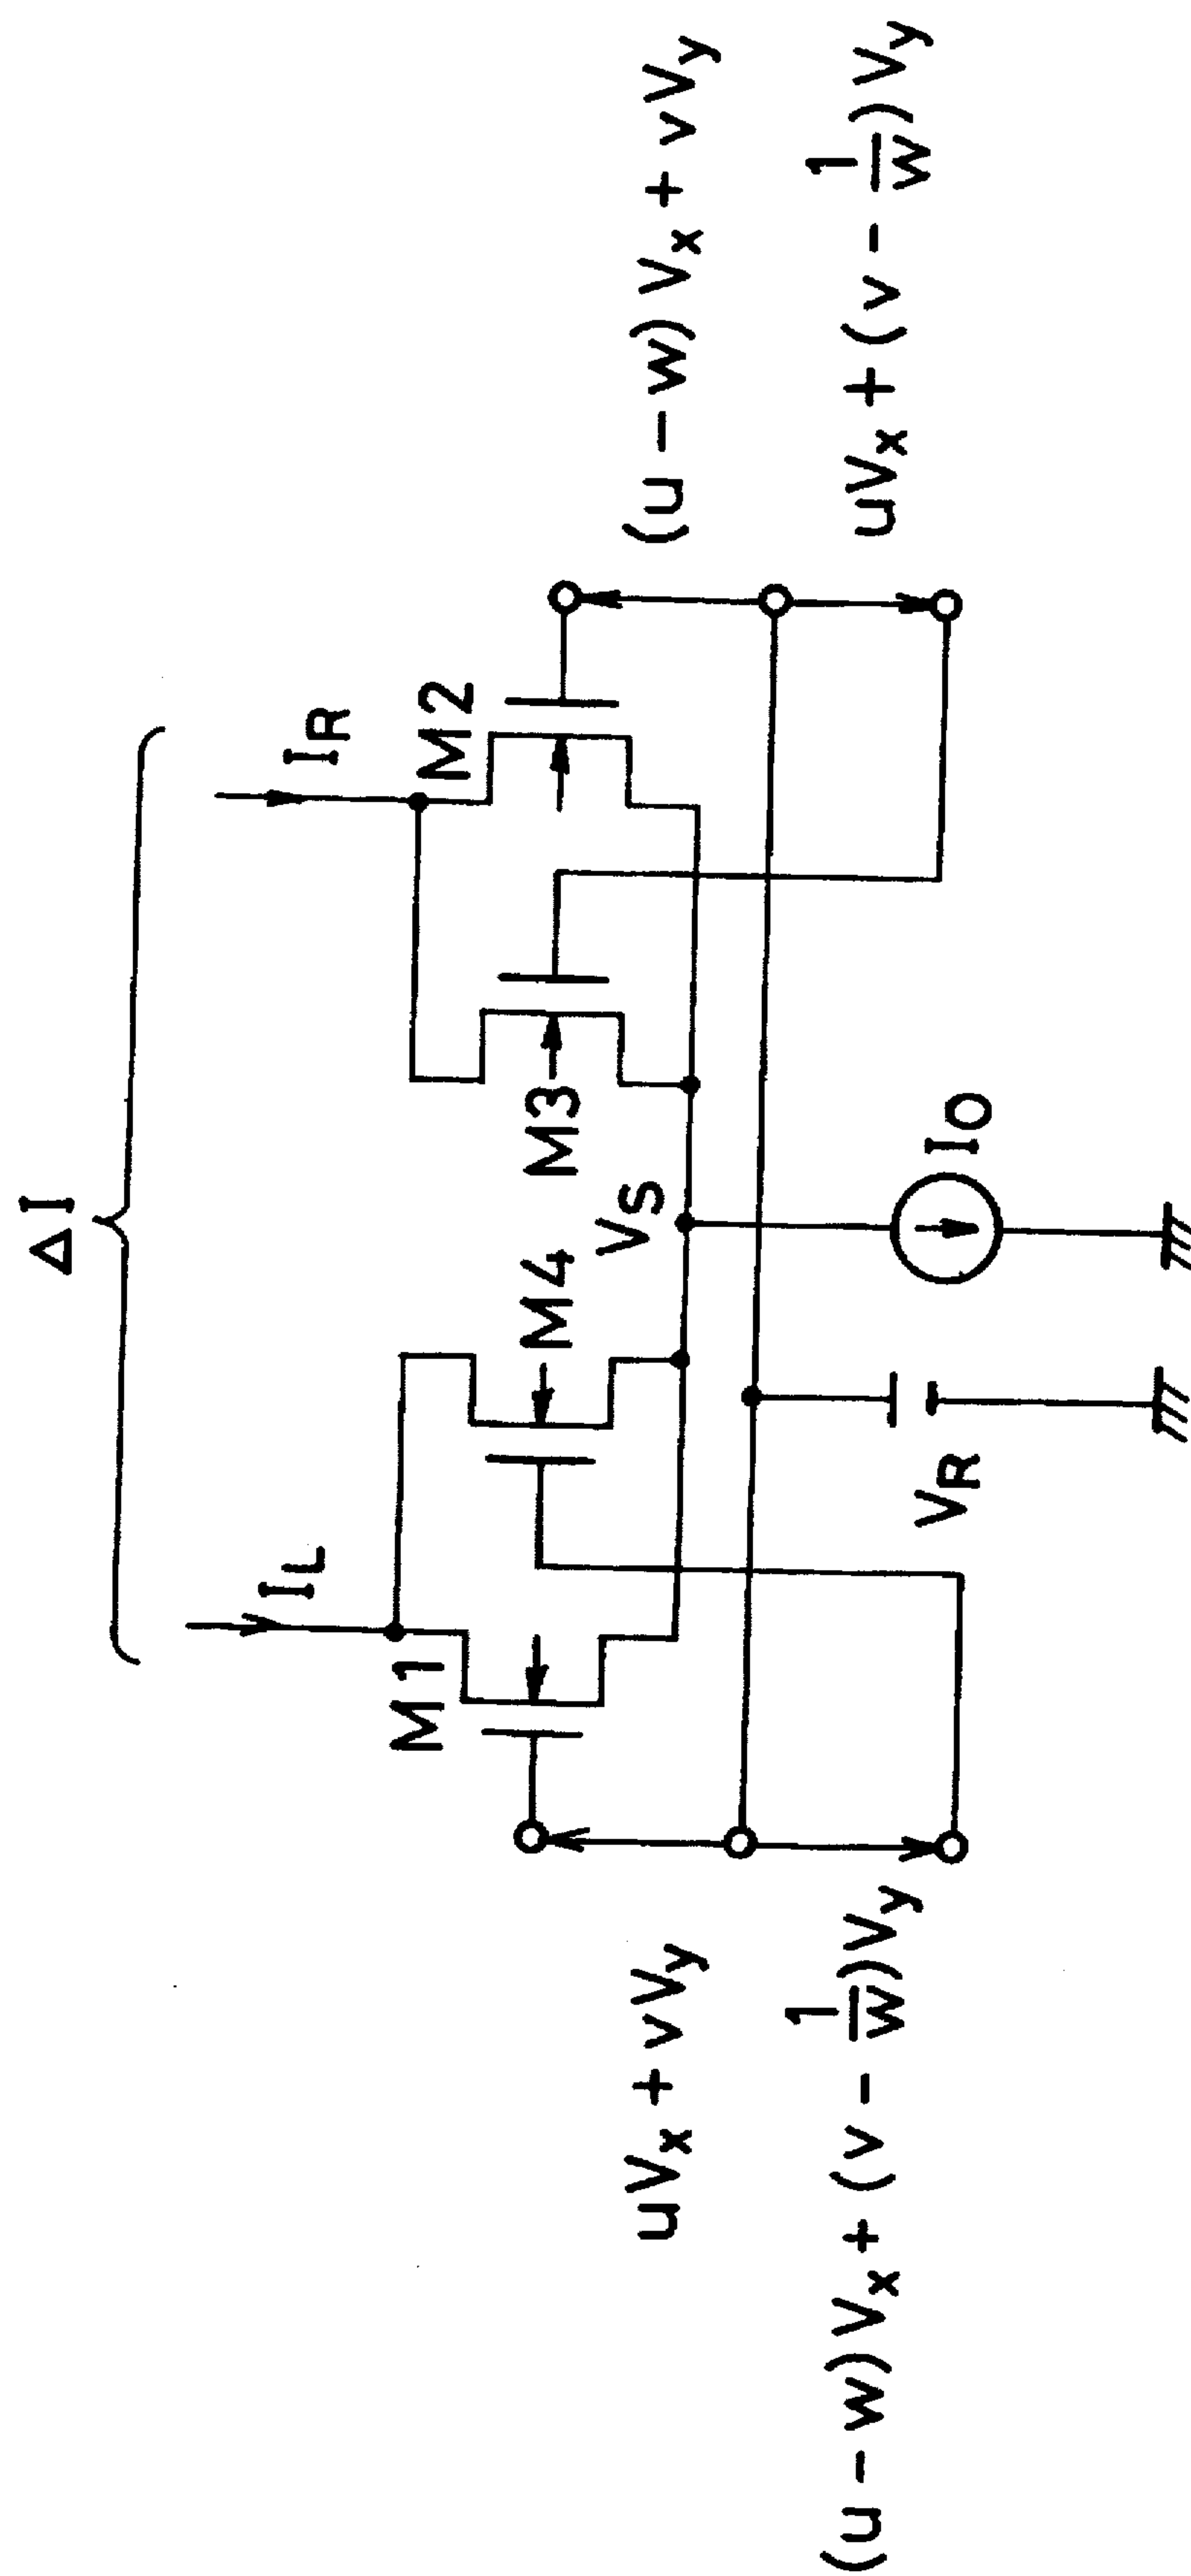 ΔI
I_L
I_R
M1
M4
M3
M2
V_S
uV_x + vV_y
(u - w)V_x + vV_y
(u - w)V_x + (v - 1/w)V_y
uV_x + (v - 1/w)V_y
V_R
I_O